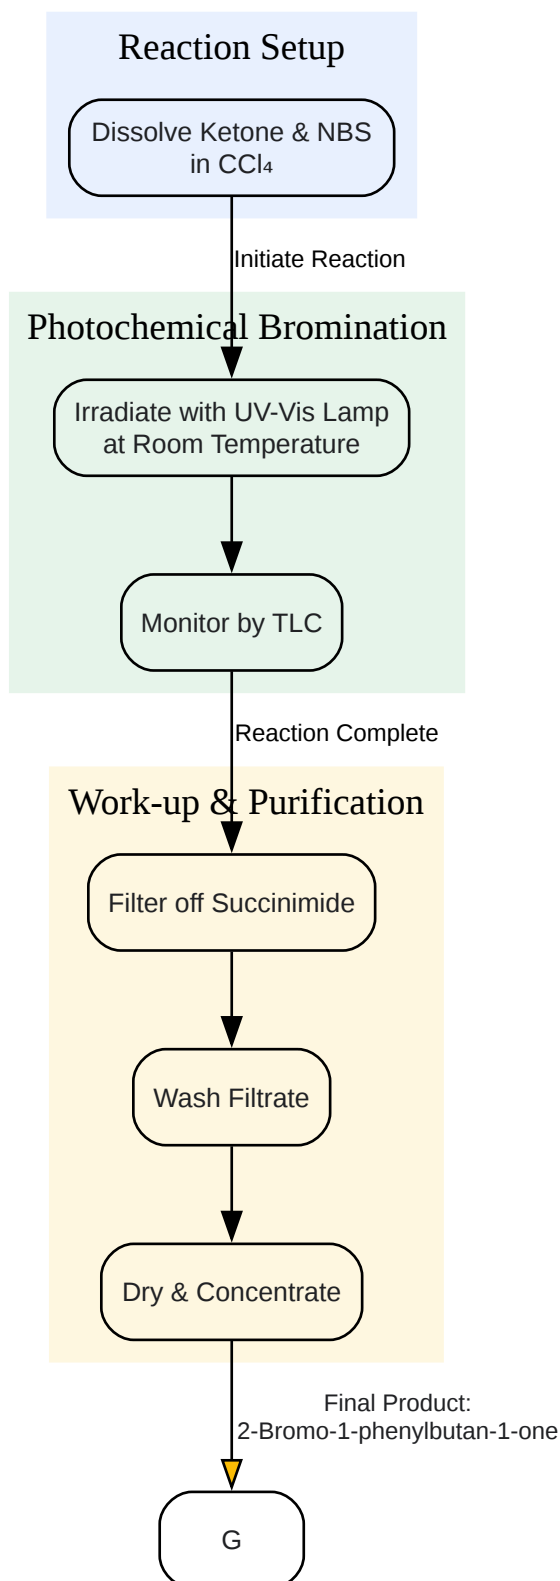 Reaction Setup
Dissolve Ketone & NBS
in CCl₄
Initiate Reaction
Photochemical Bromination
Irradiate with UV-Vis Lamp
at Room Temperature
Monitor by TLC
Reaction Complete
Work-up & Purification
Filter off Succinimide
Wash Filtrate
Dry & Concentrate
Final Product:
2-Bromo-1-phenylbutan-1-one
G